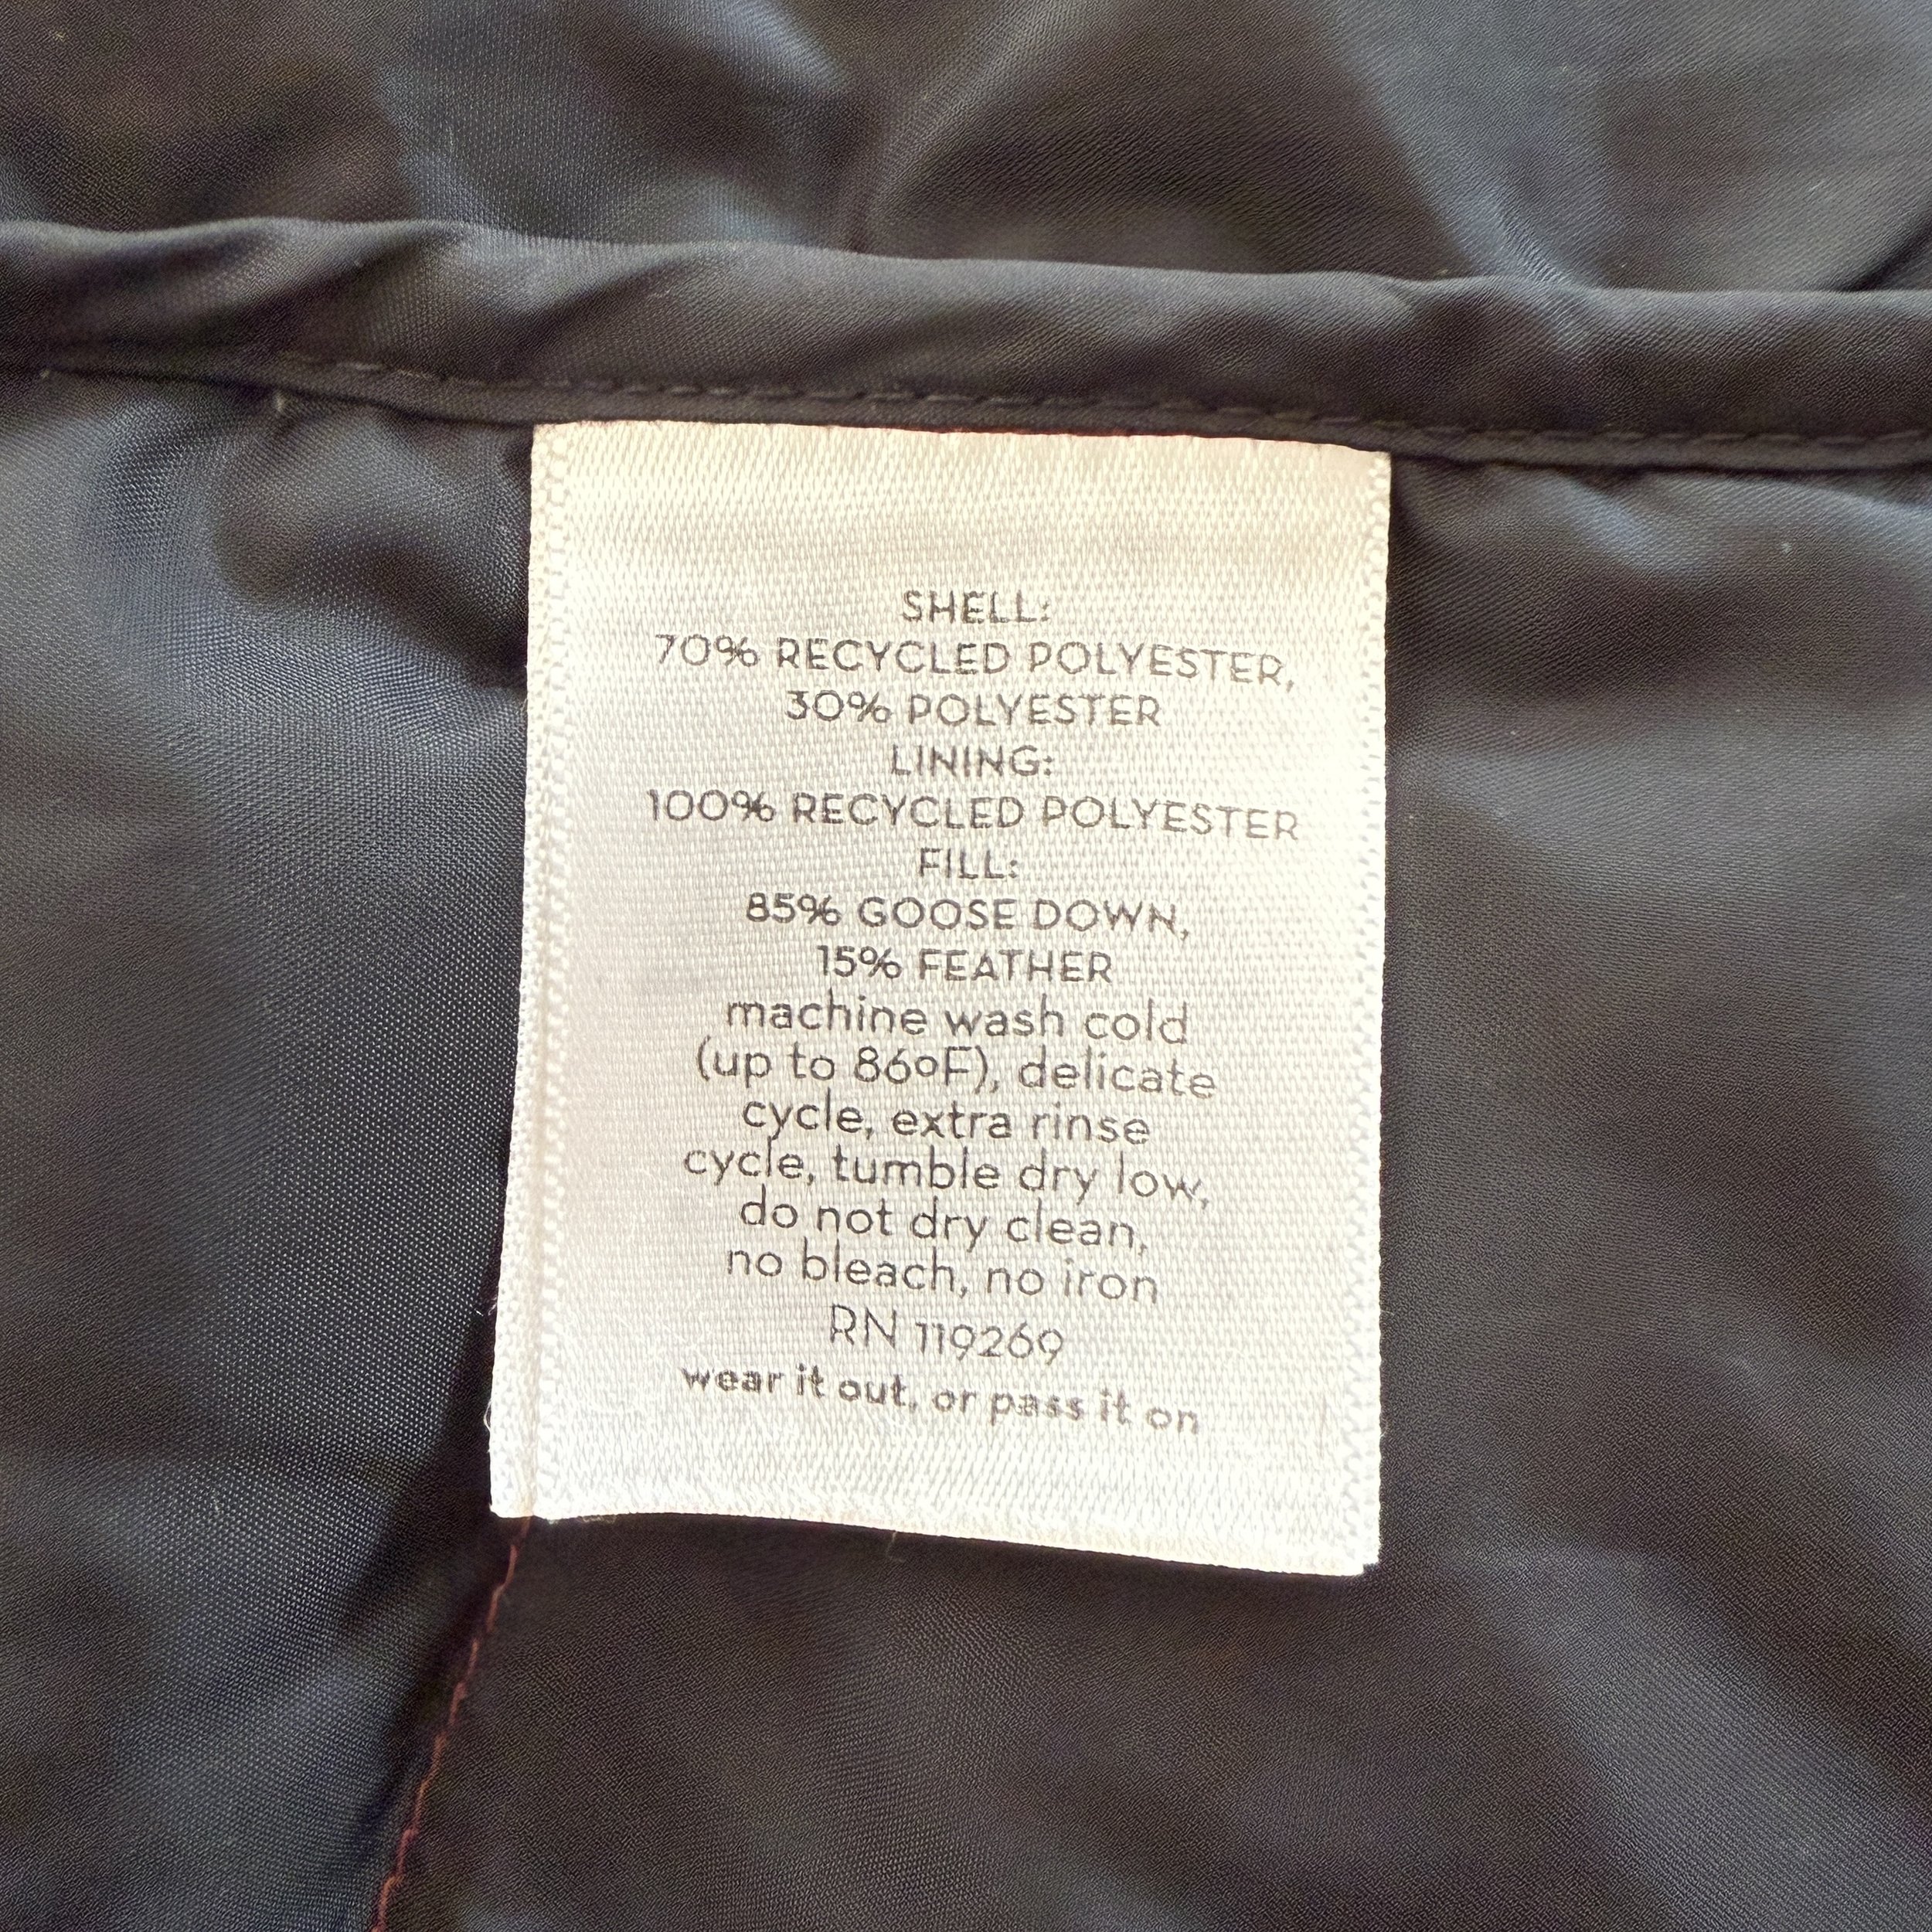 SHELL:
70% RECYCLED POLYESTER,
30% POLYESTER
LINING:
100% RECYCLED POLYESTER
FILL:
85% GOOSE DOWN,
15% FEATHER
machine wash cold
(up to 86ºF), delicate
cycle, extra rinse
cycle, tumble dry low,
do not dry clean,
no bleach, no iron
RN 119269
wear it out, or pass it on